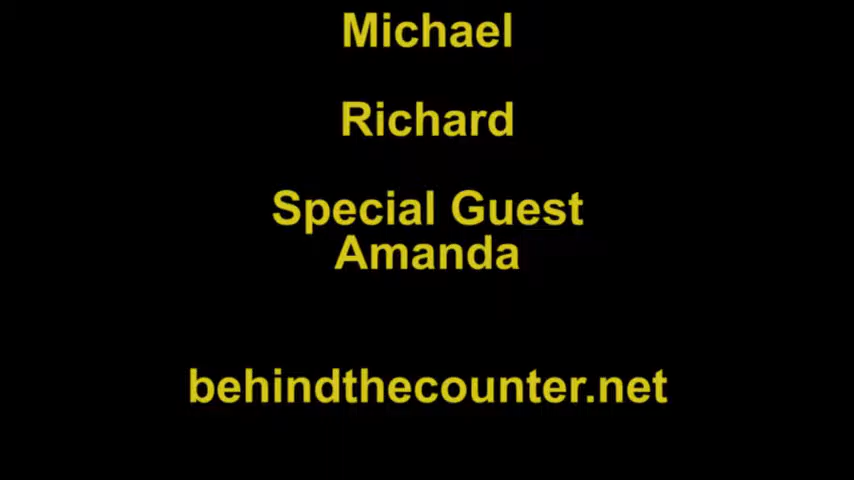 Michael
Richard
Special Guest
Amanda
behindthecounter.net